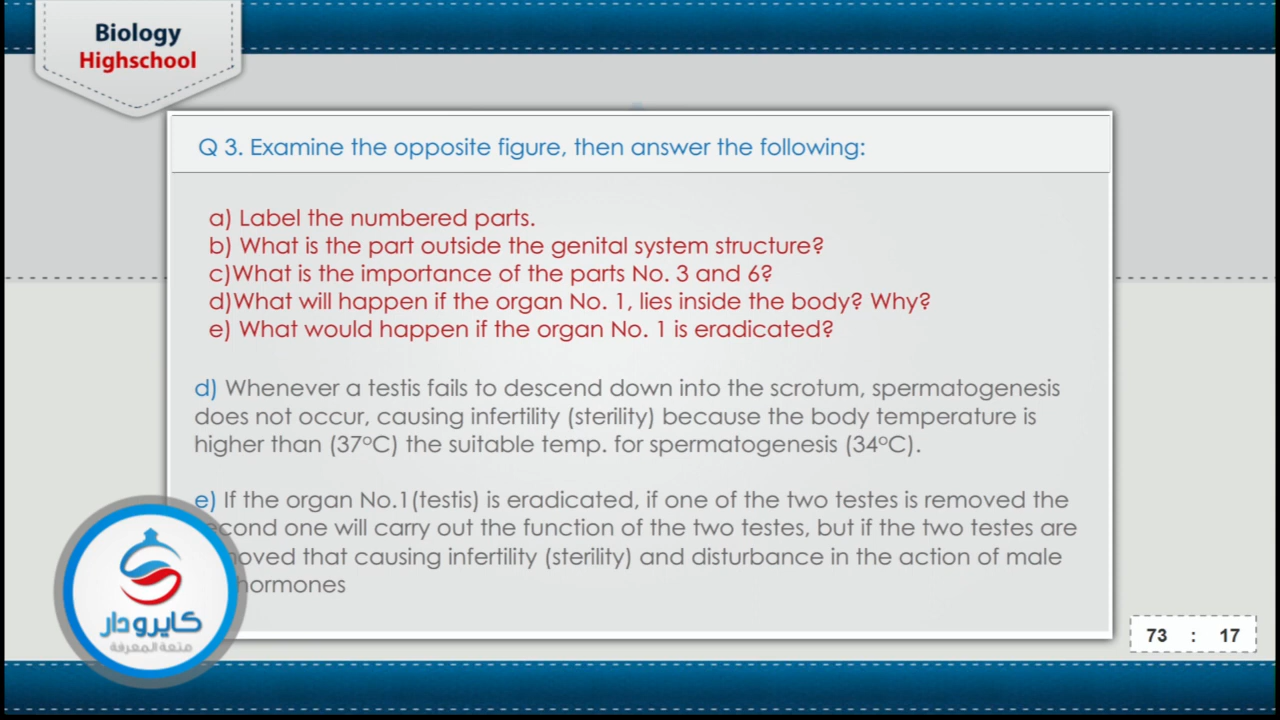 Biology
Highschool
Q 3. Examine the opposite figure, then answer the following:
a) Label the numbered parts.
b) What is the part outside the genital system structure?
c)What is the importance of the parts No. 3 and 6?
d)What will happen if the organ No. 1, lies inside the body? Why?
e) What would happen if the organ No. 1 is eradicated?
d) Whenever a testis fails to descend down into the scrotum, spermatogenesis
does not occur, causing infertility (sterility) because the body temperature is
higher than (37°C) the suitable temp. for spermatogenesis (34°C).
e) If the organ No.1(testis) is eradicated, if one of the two testes is removed the
cond one will carry out the function of the two testes, but if the two testes are
oved that causing infertility (sterility) and disturbance in the action of male
hormones
كايرودار
متعة المعرفة
73 : 17